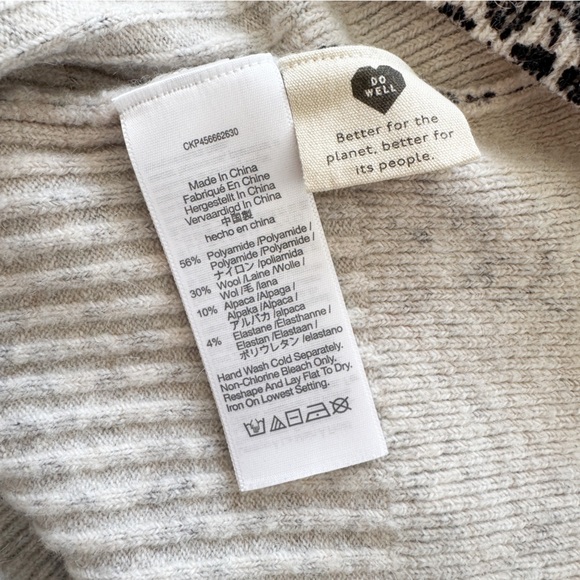 DO
WELL
Better for the
planet, better for
its people.
CKP456662630
Made In China
Fabriqué En Chine
Hergestellt In China
Vervaardigd In China
中国製
hecho en china
56% Polyamide /Polyamide/
Polyamide /Polyamide /
ナイロン /poliamida
30% Wool /Laine /Wolle /
Wol /毛 /lana
10% Alpaca /Alpaga /
Alpaka /Alpaca /
アルパカ /alpaca
4% Elastane /Elasthanne /
Elastan /Elastaan /
ポリウレタン /elastano
Hand Wash Cold Separately.
Non-Chlorine Bleach Only.
Reshape And Lay Flat To Dry.
Iron On Lowest Setting.